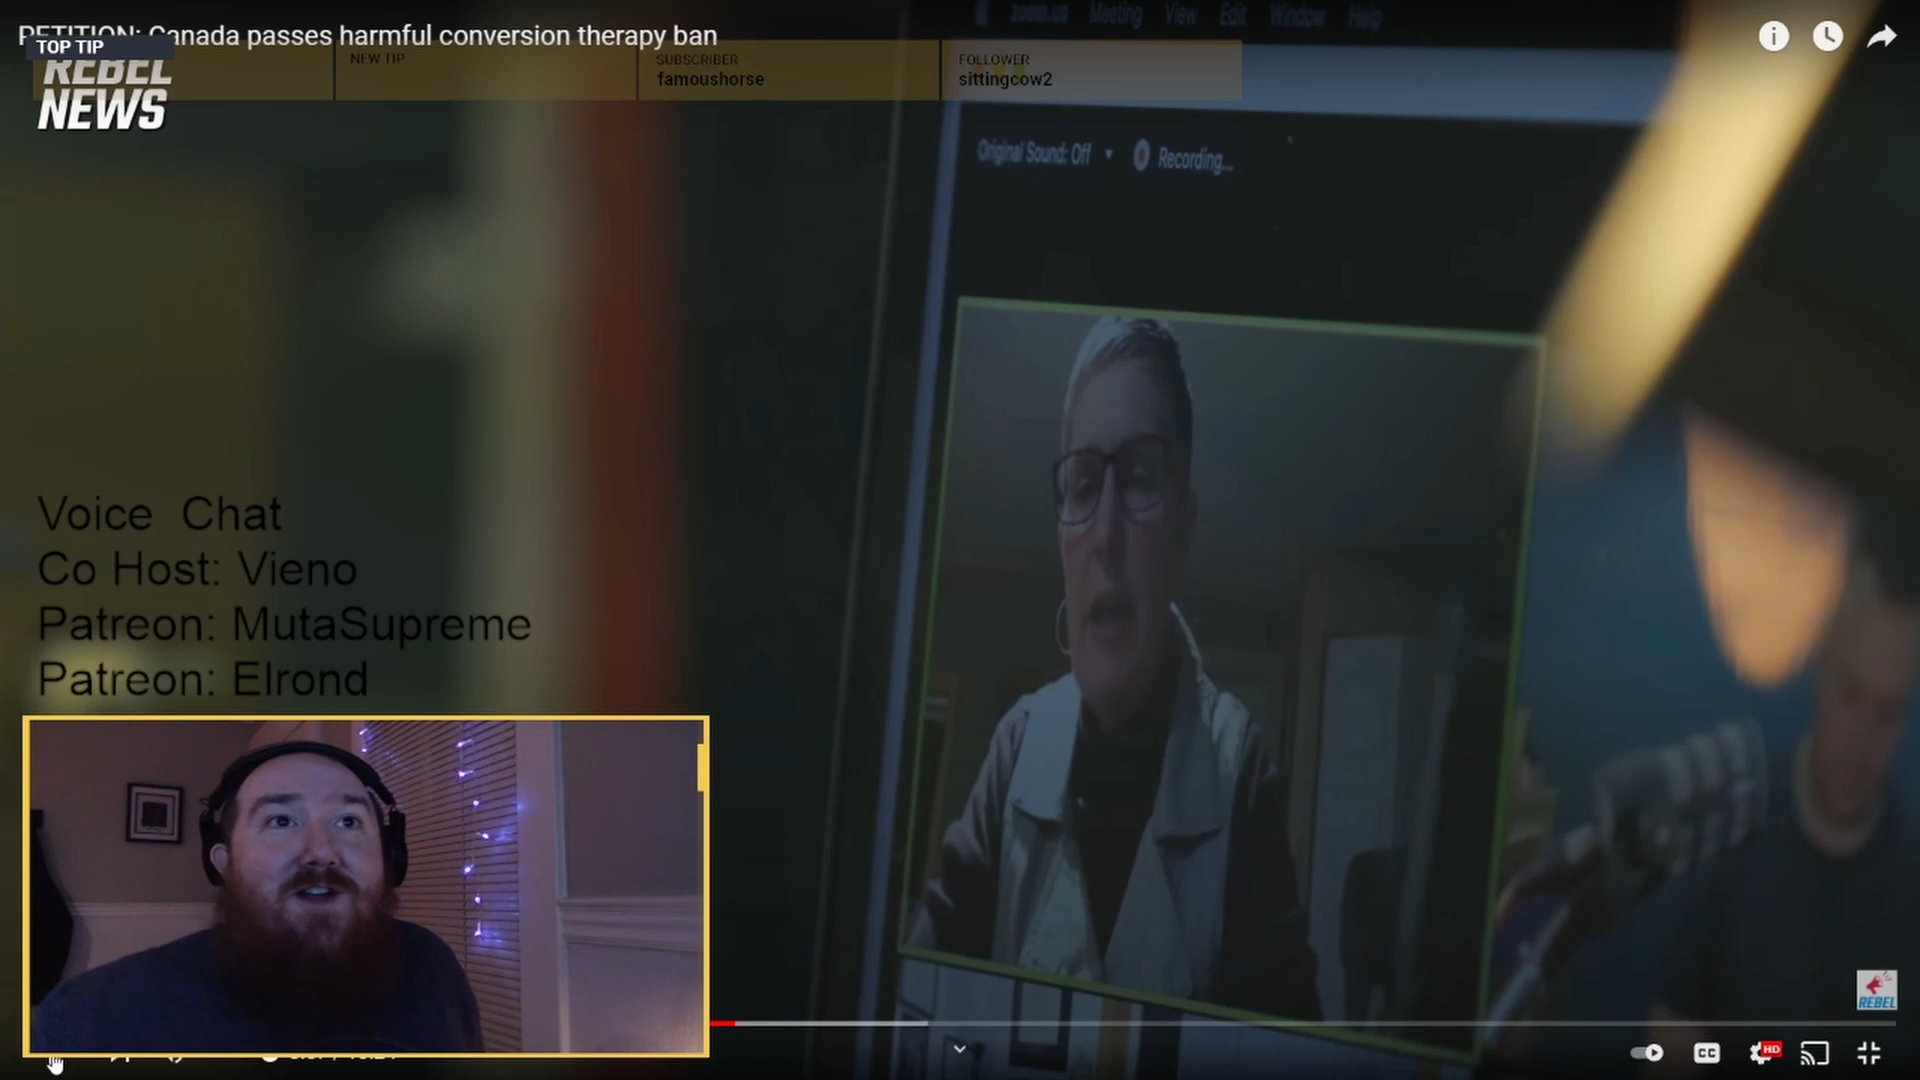 PETITION: Canada passes harmful conversion therapy ban
TOP TIP
REBEL
NEWS
NEW TIP
SUBSCRIBER
famoushorse
FOLLOWER
sittingcow2
zoom.us Meeting View Edit Window Help
Original Sound: Off Recording...
Voice Chat
Co Host: Vieno
Patreon: MutaSupreme
Patreon: Elrond
REBEL
CC
HD